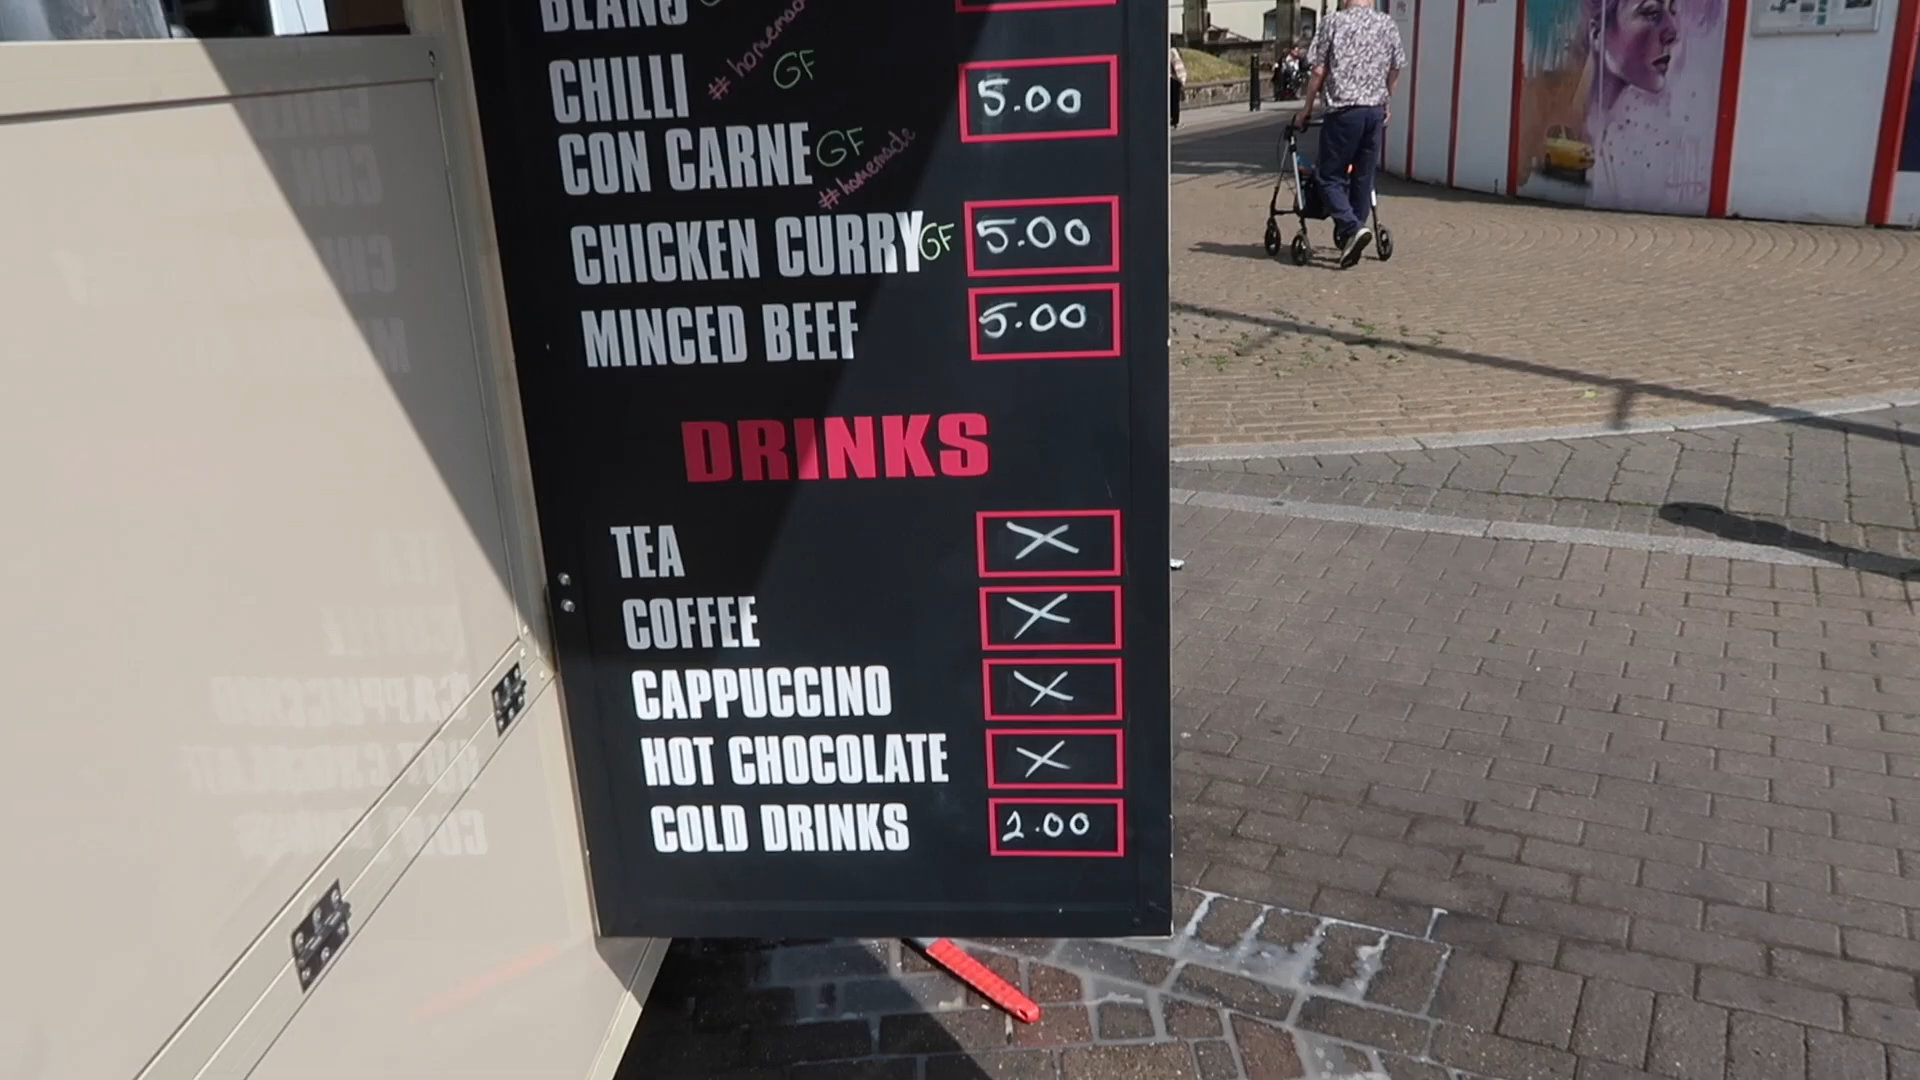 BEANS
CHILLI #homemade GF 5.00
CON CARNE GF #homemade
CHICKEN CURRY GF 5.00
MINCED BEEF 5.00
DRINKS
TEA X
COFFEE X
CAPPUCCINO X
HOT CHOCOLATE X
COLD DRINKS 1.00